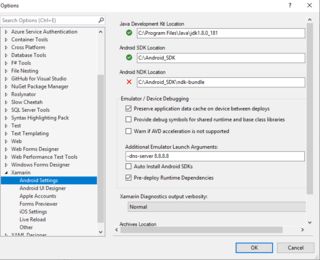 Options
Search Options (Ctrl+E)
Azure Service Authentication
Container Tools
Cross Platform
Database Tools
F# Tools
File Nesting
GitHub for Visual Studio
NuGet Package Manager
Roxygen
Slow Cheetah
SQL Server Tools
Syntax Highlighting Pack
Test
Test Templating
Text Templating
Web
Web Forms Designer
Web Performance Test Tools
Windows Forms Designer
Xamarin
Android Settings
Android UI Designer
Apple Accounts
Forms Previewer
iOS Settings
Live Reload
Other
XAML Designer
Java Development Kit Location
C:\Program Files\Java\jdk1.8.0_181
Android SDK Location
C:\Android_SDK
Android NDK Location
C:\Android_SDK\ndk-bundle
Emulator / Device Debugging
Preserve application data cache on device between deploys
Provide debug symbols for shared runtime and base class libraries
Warn if AVD acceleration is not supported
Additional Emulator Launch Arguments:
-dns-server 8.8.8.8
Auto Install Android SDKs
Pre-deploy Runtime Dependencies
Xamarin Diagnostics output verbosity:
Normal
Archives Location
OK
Cancel